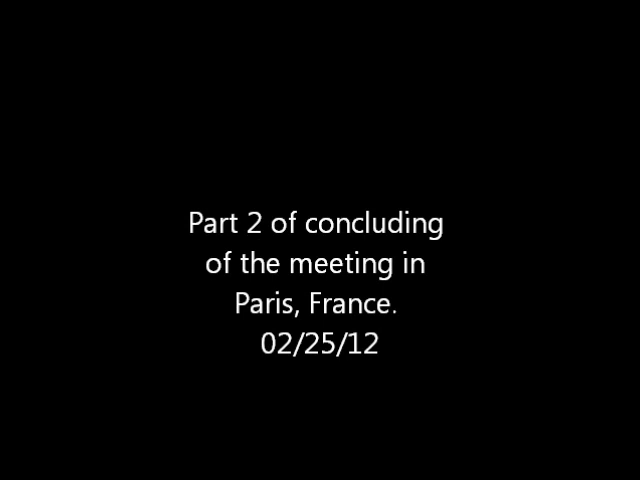 Part 2 of concluding
of the meeting in
Paris, France.
02/25/12